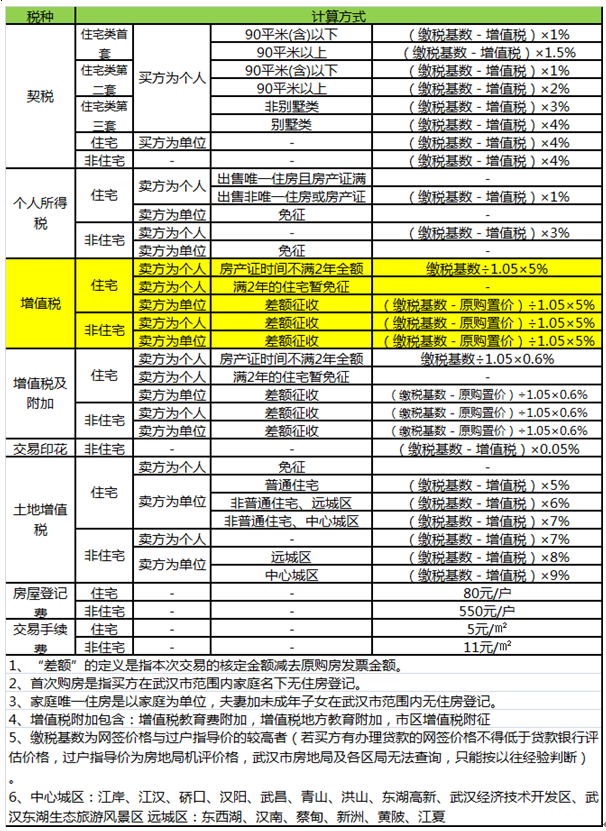 税种 计算方式
契税 住宅类首套 买方为个人 90平米(含)以下 （缴税基数－增值税）×1%
90平米以上 （缴税基数－增值税）×1.5%
住宅类第二套 90平米(含)以下 （缴税基数－增值税）×1%
90平米以上 （缴税基数－增值税）×2%
住宅类第三套 非别墅类 （缴税基数－增值税）×3%
别墅类 （缴税基数－增值税）×4%
住宅 买方为单位 - （缴税基数－增值税）×4%
非住宅 - - （缴税基数－增值税）×4%
个人所得税 住宅 卖方为个人 出售唯一住房且房产证满 -
出售非唯一住房或房产证 （缴税基数－增值税）×1%
卖方为单位 免征 -
非住宅 卖方为个人 - （缴税基数－增值税）×3%
卖方为单位 免征 -
增值税 住宅 卖方为个人 房产证时间不满2年全额 缴税基数÷1.05×5%
卖方为个人 满2年的住宅暂免征 -
卖方为单位 差额征收 （缴税基数－原购置价）÷1.05×5%
非住宅 卖方为个人 差额征收 （缴税基数－原购置价）÷1.05×5%
卖方为单位 差额征收 （缴税基数－原购置价）÷1.05×5%
增值税及附加 住宅 卖方为个人 房产证时间不满2年全额 缴税基数÷1.05×0.6%
卖方为个人 满2年的住宅暂免征 -
卖方为单位 差额征收 （缴税基数－原购置价）÷1.05×0.6%
非住宅 卖方为个人 差额征收 （缴税基数－原购置价）÷1.05×0.6%
卖方为单位 差额征收 （缴税基数－原购置价）÷1.05×0.6%
交易印花 非住宅 - - （缴税基数－增值税）×0.05%
土地增值税 住宅 卖方为个人 免征 -
卖方为单位 普通住宅 （缴税基数－增值税）×5%
非普通住宅、远城区 （缴税基数－增值税）×6%
非普通住宅、中心城区 （缴税基数－增值税）×7%
非住宅 卖方为个人 - （缴税基数－增值税）×7%
卖方为单位 远城区 （缴税基数－增值税）×8%
中心城区 （缴税基数－增值税）×9%
房屋登记费 住宅 - - 80元/户
非住宅 - - 550元/户
交易手续费 住宅 - - 5元/㎡
非住宅 - - 11元/㎡
1、“差额”的定义是指本次交易的核定金额减去原购房发票金额。
2、首次购房是指买方在武汉市范围内家庭名下无住房登记。
3、家庭唯一住房是以家庭为单位，夫妻加未成年子女在武汉市范围内无住房登记。
4、增值税附加包含：增值税教育费附加，增值税地方教育附加，市区增值税附征
5、缴税基数为网签价格与过户指导价的较高者（若买方有办理贷款的网签价格不得低于贷款银行评
估价格，过户指导价为房地局机评价格，武汉市房地局及各区局无法查询，只能按以往经验判断）
。
6、中心城区：江岸、江汉、硚口、汉阳、武昌、青山、洪山、东湖高新、武汉经济技术开发区、武
汉东湖生态旅游风景区 远城区：东西湖、汉南、蔡甸、新洲、黄陂、江夏